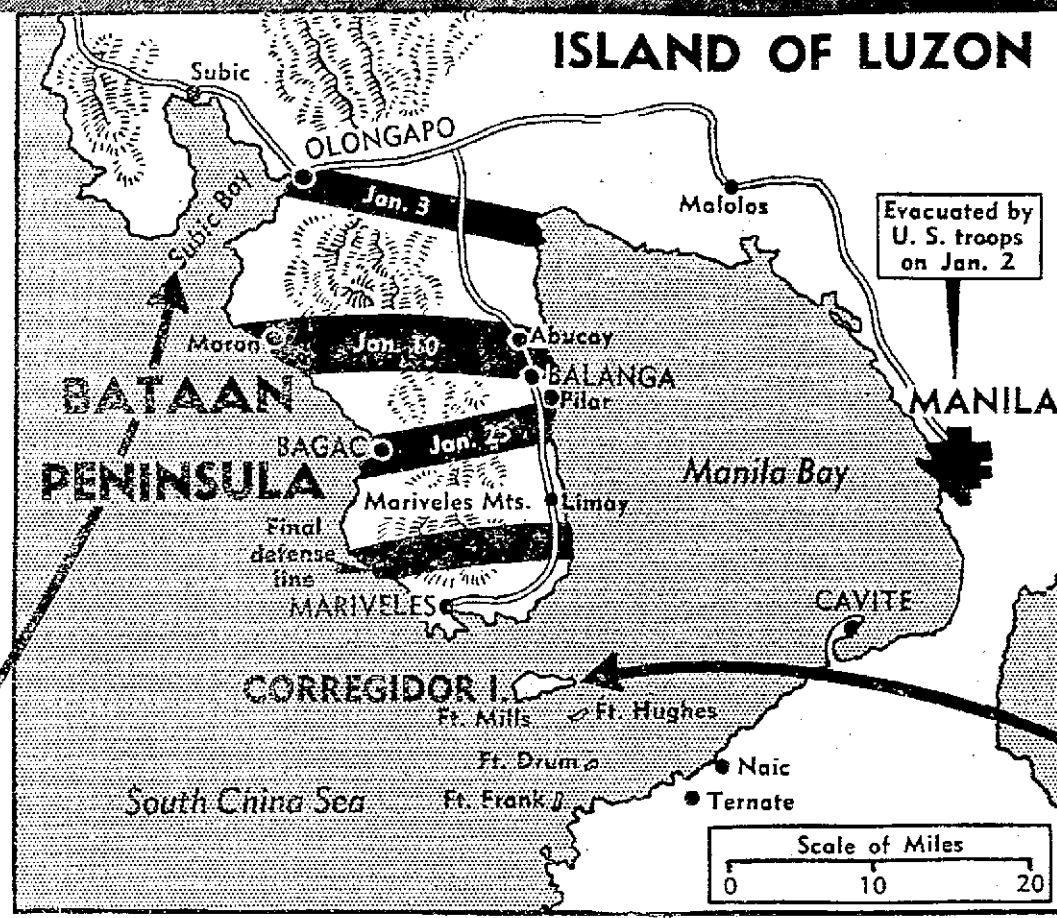 ISLAND OF LUZON
Subic
OLONGAPO
Subic Bay
Jan. 3
Malolos
Evacuated by
U. S. troops
on Jan. 2
Moron
Jan. 10
Abucay
BALANGA
Pilar
BATAAN
PENINSULA
MANILA
BAGAC
Jan. 25
Manila Bay
Mariveles Mts.
Limay
Final
defense
line
MARIVELES
CAVITE
CORREGIDOR I.
Ft. Mills
Ft. Hughes
Ft. Drum
Naic
South China Sea
Ft. Frank
Ternate
Scale of Miles
0 10 20